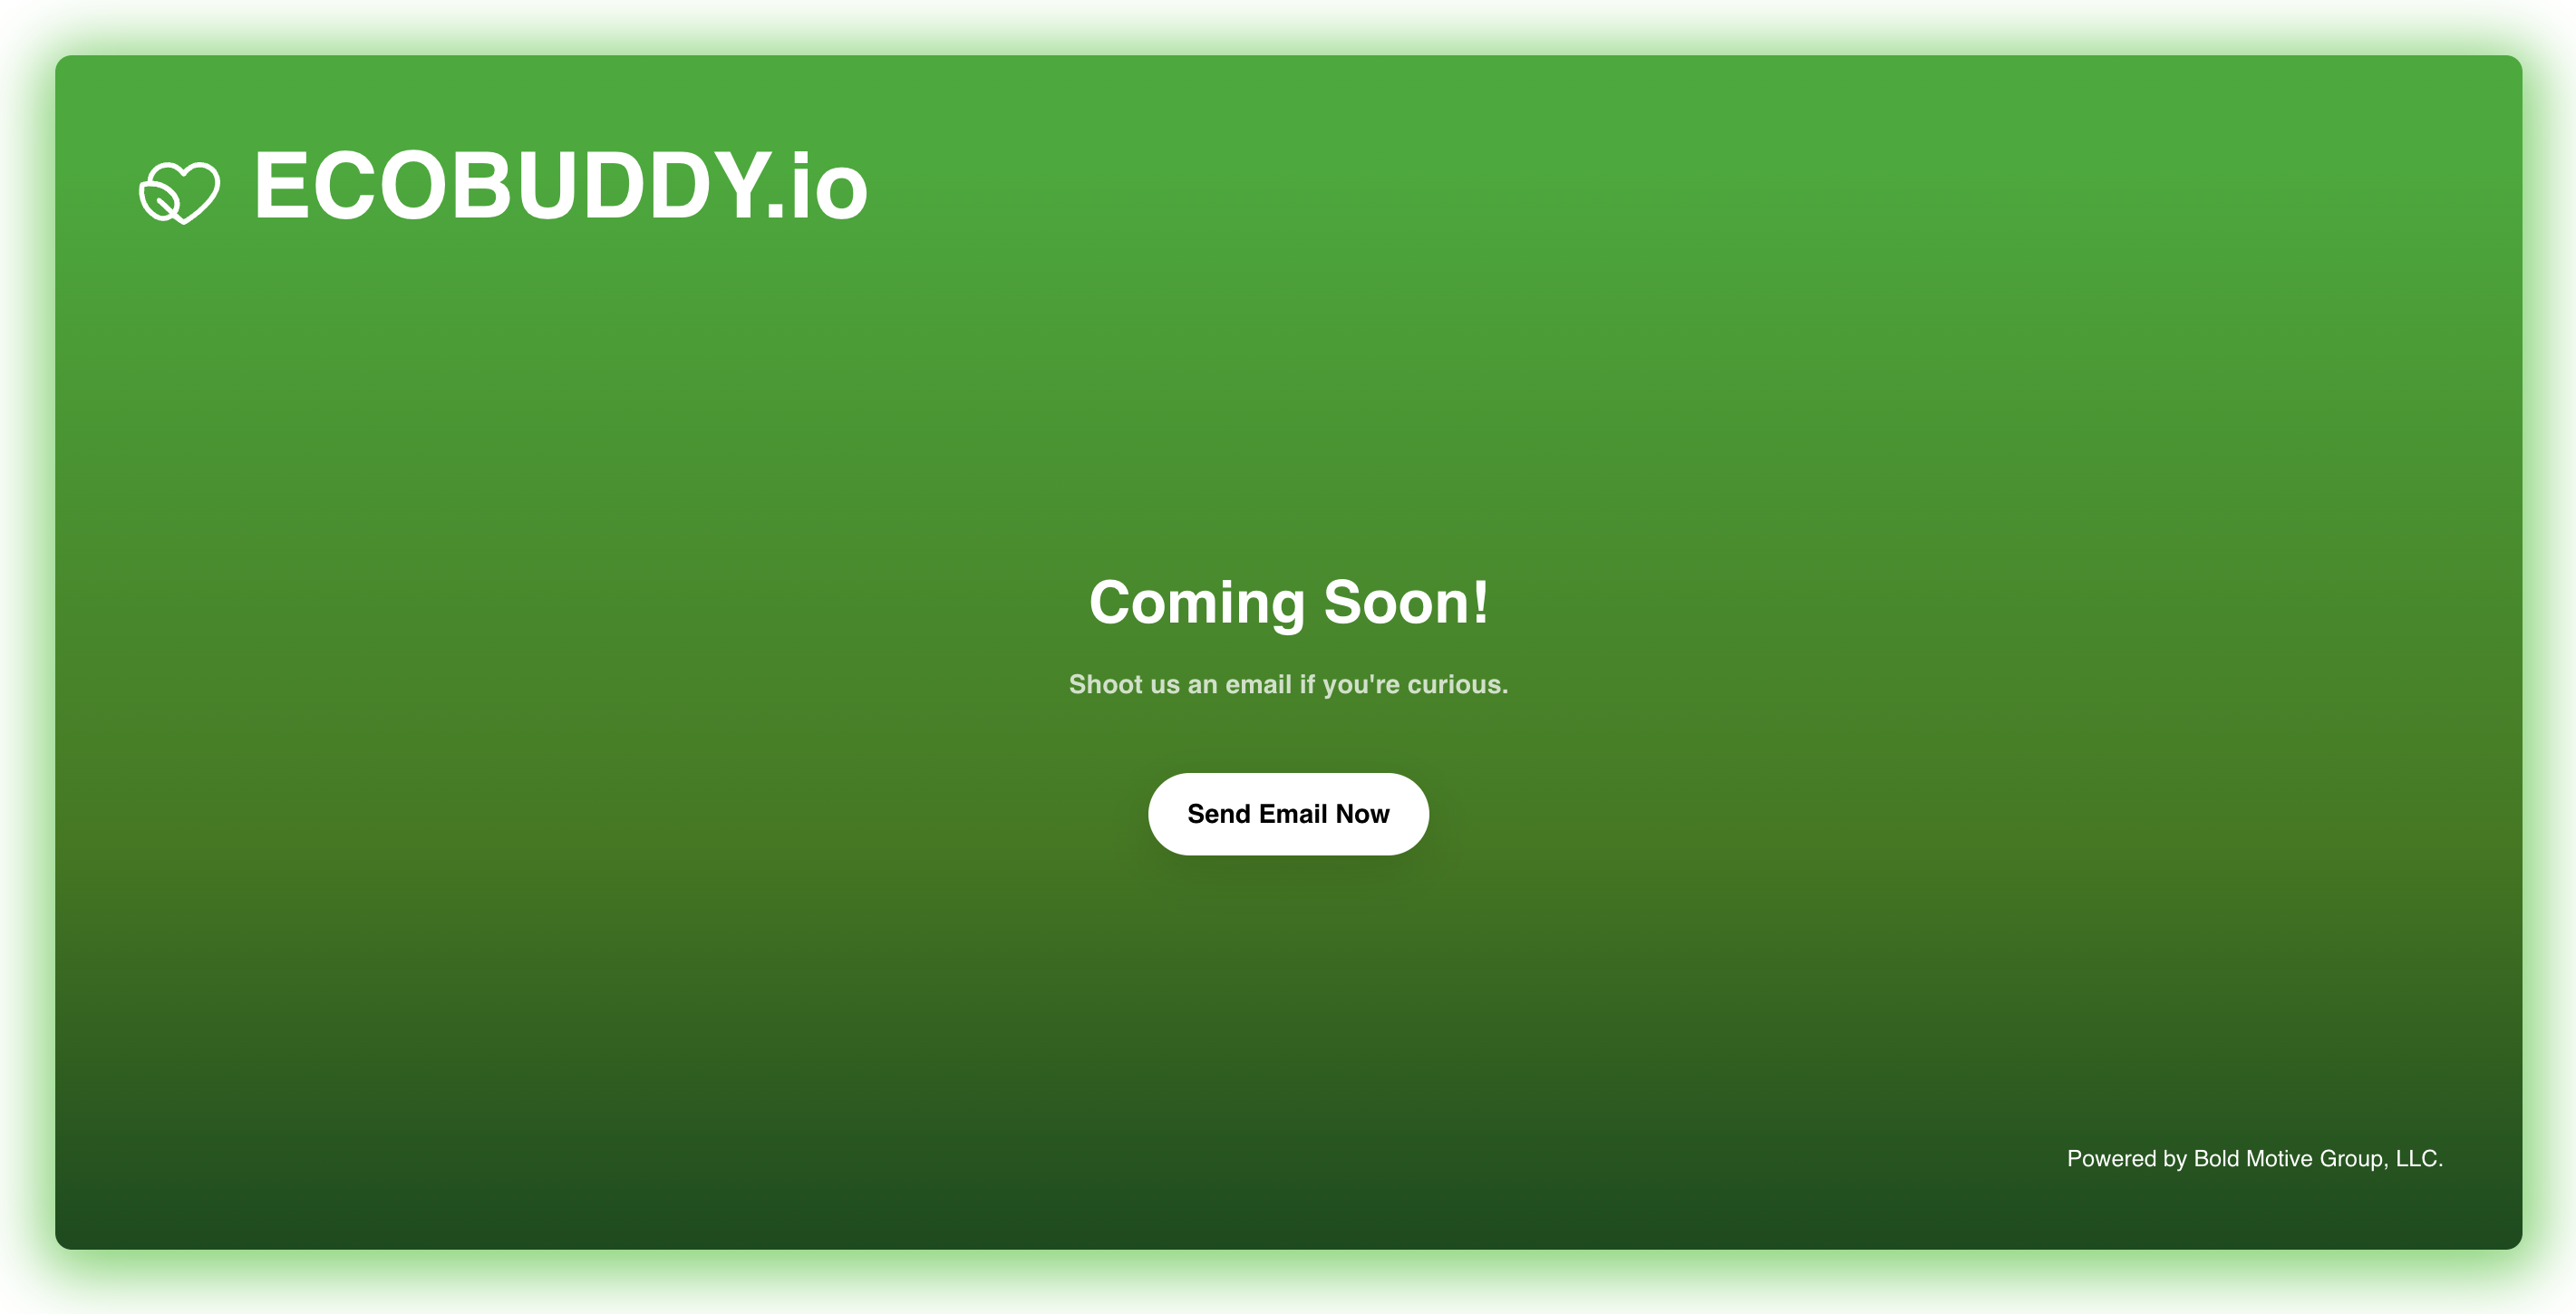 ECOBUDDY.io
Coming Soon!
Shoot us an email if you're curious.
Send Email Now
Powered by Bold Motive Group, LLC.